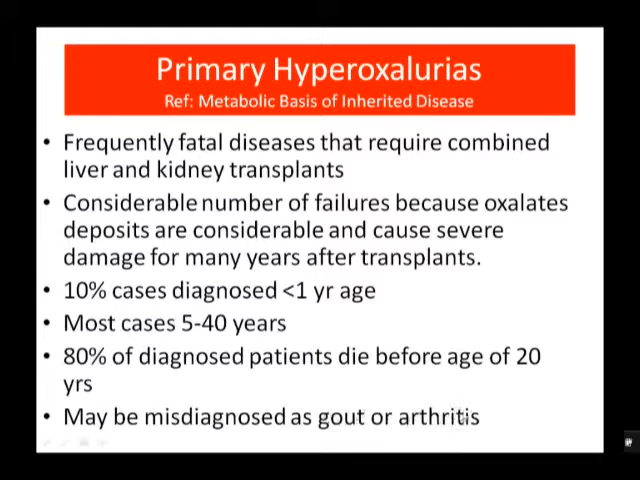 Primary Hyperoxalurias
Ref: Metabolic Basis of Inherited Disease
• Frequently fatal diseases that require combined
liver and kidney transplants
• Considerable number of failures because oxalates
deposits are considerable and cause severe
damage for many years after transplants.
• 10% cases diagnosed <1 yr age
• Most cases 5-40 years
• 80% of diagnosed patients die before age of 20
yrs
• May be misdiagnosed as gout or arthritis